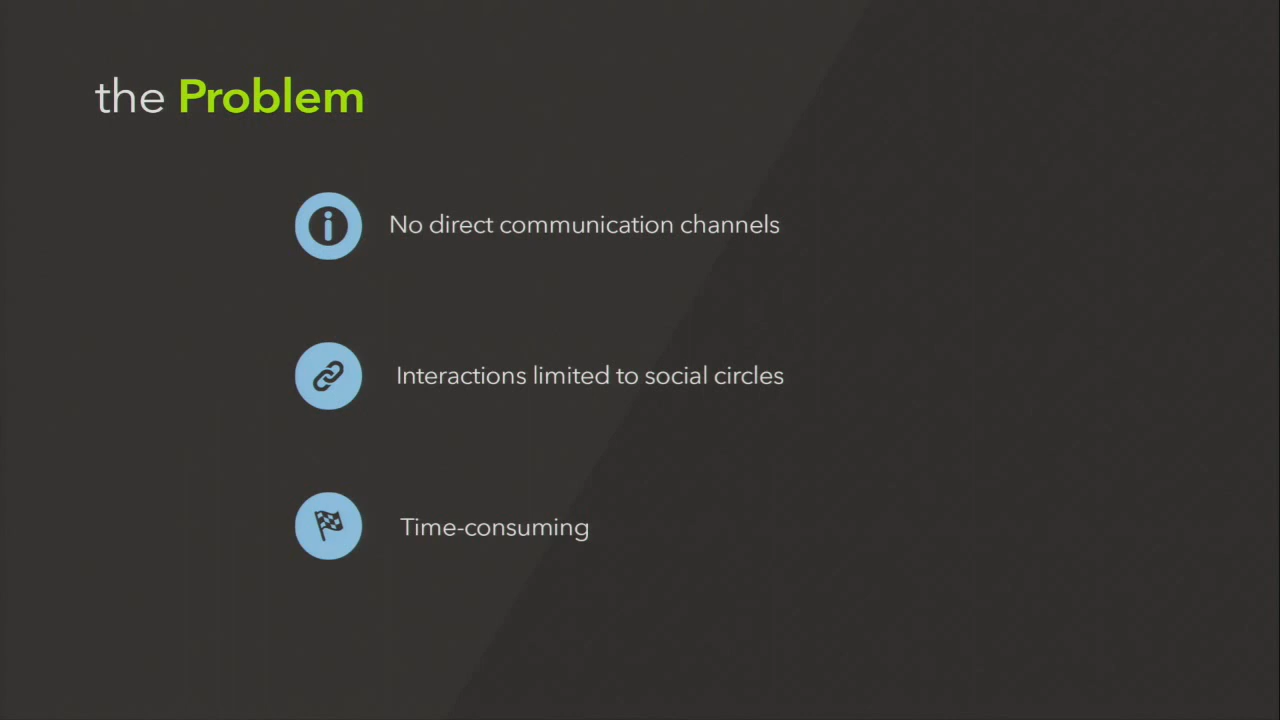 the Problem
No direct communication channels
Interactions limited to social circles
Time-consuming